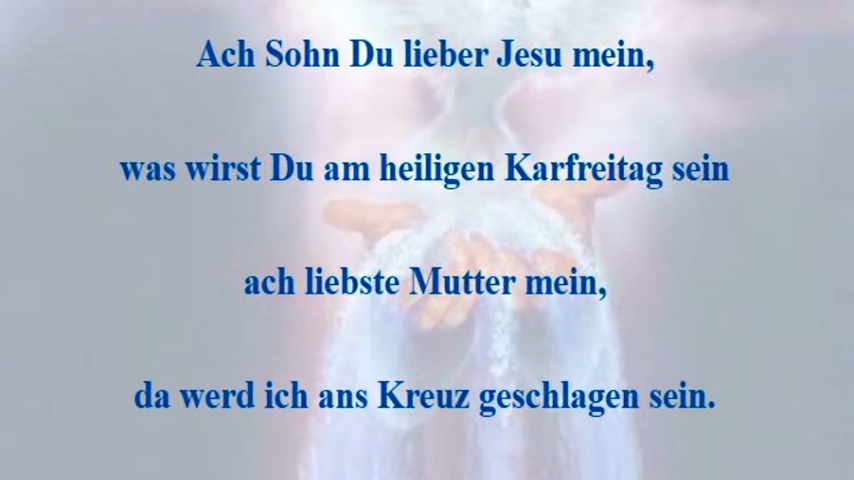 Ach Sohn Du lieber Jesu mein,
was wirst Du am heiligen Karfreitag sein
ach liebste Mutter mein,
da werd ich ans Kreuz geschlagen sein.